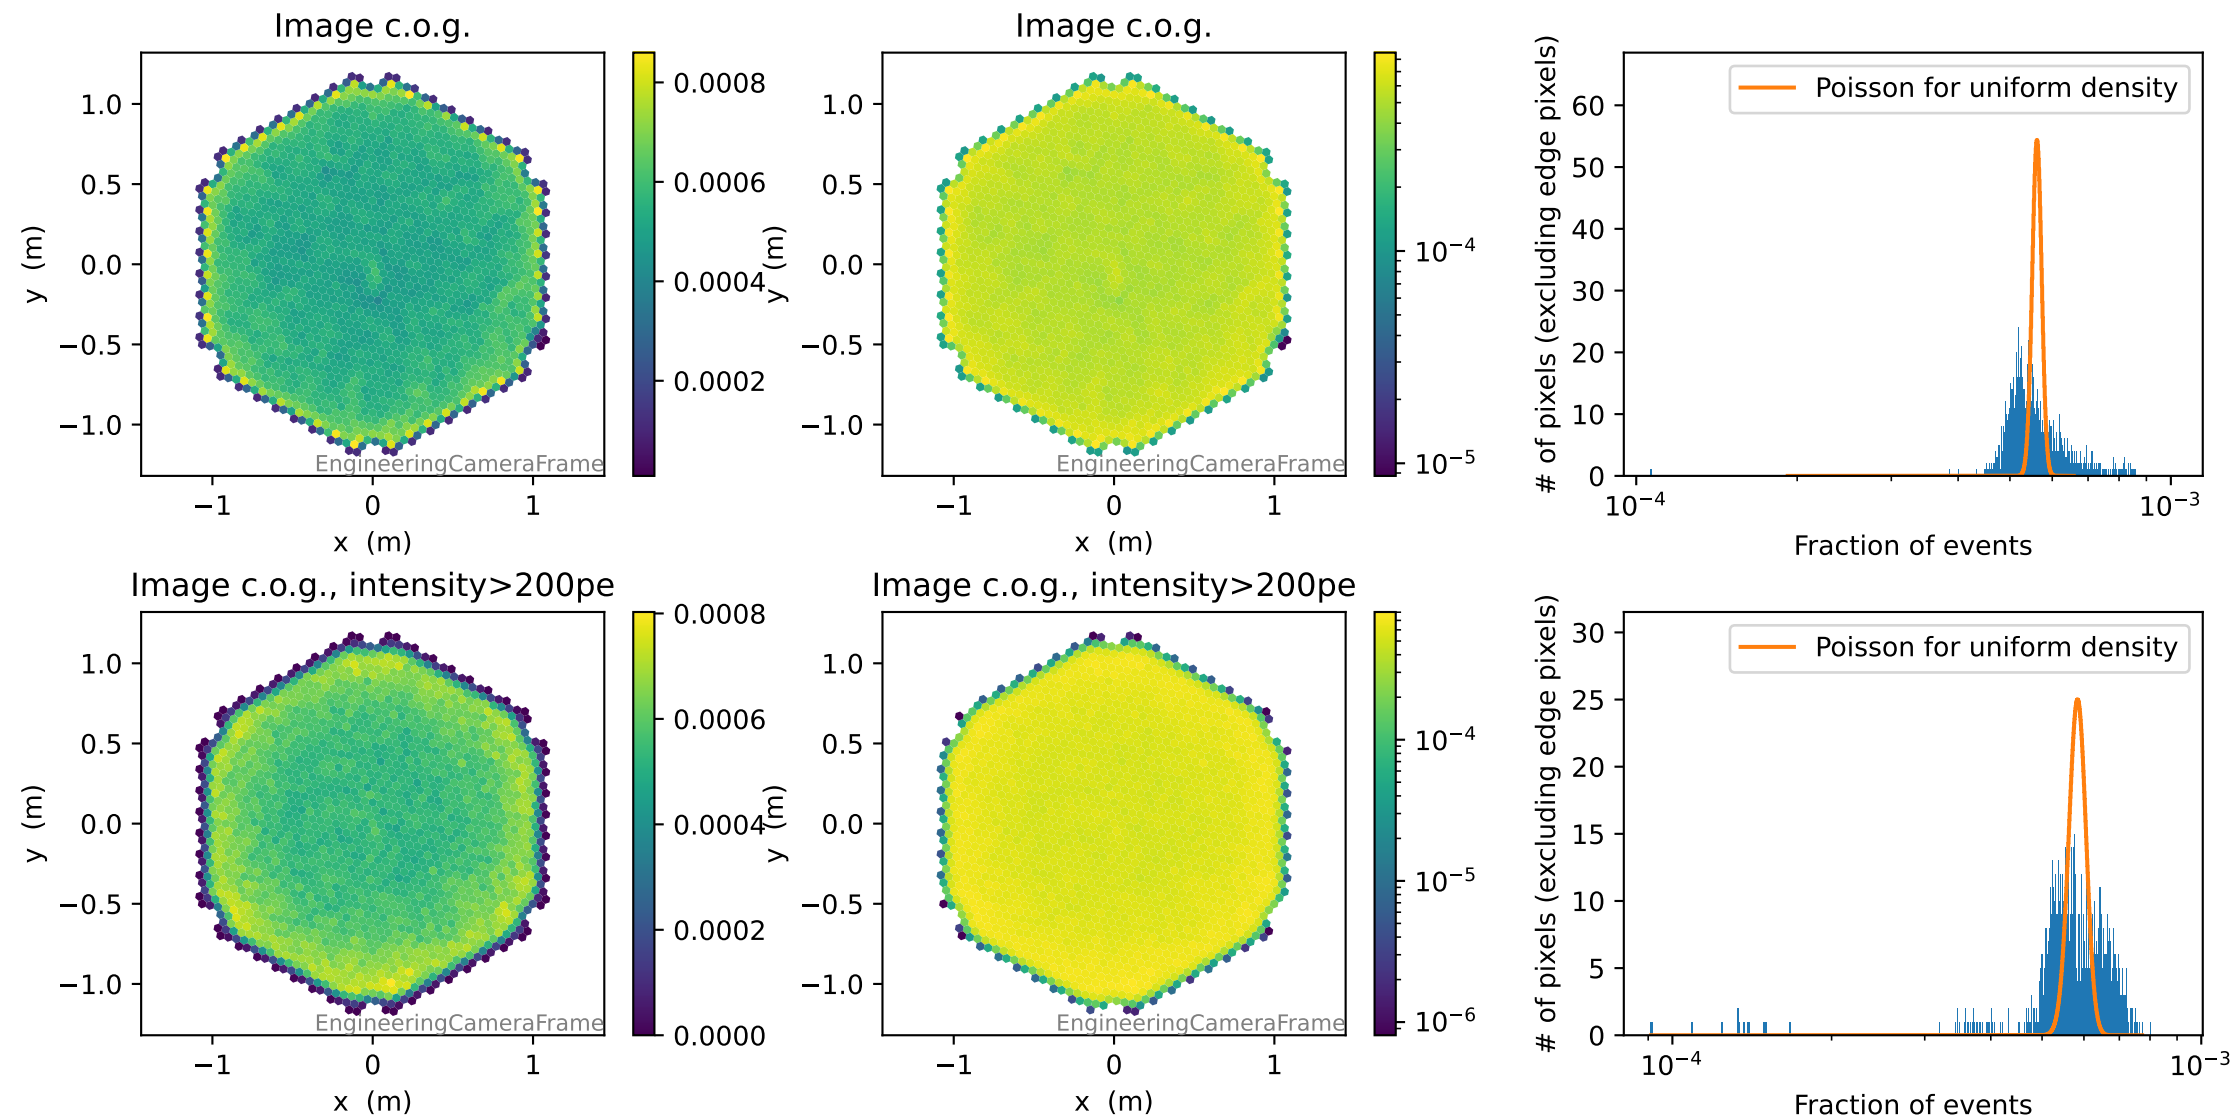 Image c.o.g.
y (m)
1.0
0.5
0.0
−0.5
−1.0
−1
0
1
x (m)
EngineeringCameraFrame
0.0008
0.0006
0.0004
0.0002
Image c.o.g.
y (m)
1.0
0.5
0.0
−0.5
−1.0
−1
0
1
x (m)
EngineeringCameraFrame
10⁻⁴
10⁻⁵
# of pixels (excluding edge pixels)
60
50
40
30
20
10
0
Poisson for uniform density
10⁻⁴
10⁻³
Fraction of events
Image c.o.g., intensity>200pe
y (m)
1.0
0.5
0.0
−0.5
−1.0
−1
0
1
x (m)
EngineeringCameraFrame
0.0008
0.0006
0.0004
0.0002
0.0000
Image c.o.g., intensity>200pe
y (m)
1.0
0.5
0.0
−0.5
−1.0
−1
0
1
x (m)
EngineeringCameraFrame
10⁻⁴
10⁻⁵
10⁻⁶
# of pixels (excluding edge pixels)
30
25
20
15
10
5
0
Poisson for uniform density
10⁻⁴
10⁻³
Fraction of events